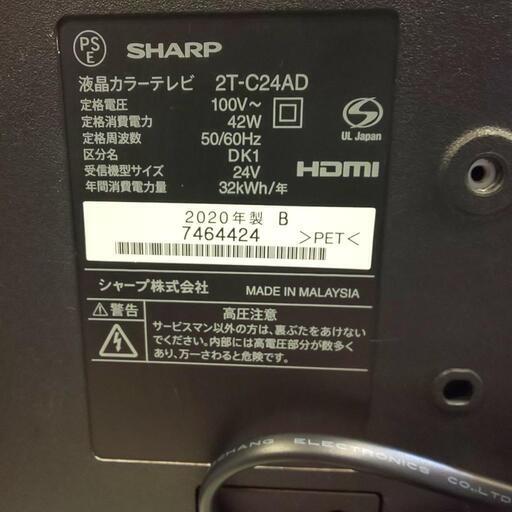 PS
E
SHARP
液晶カラーテレビ 2T-C24AD
定格電圧 100V～
定格消費電力 42W
定格周波数 50/60Hz
区分名 DK1
受信機型サイズ 24V
年間消費電力量 32kWh/年
UL Japan
HDMI
2020年製 B
7464424
>PET<
シャープ株式会社 MADE IN MALAYSIA
⚠警告
高圧注意
サービスマン以外の方は、裏ぶたをあけない
でください。内部には高電圧部分が数多く
あり、万一さわると危険です。
SHANG ELECTRONICS CO.,LTD